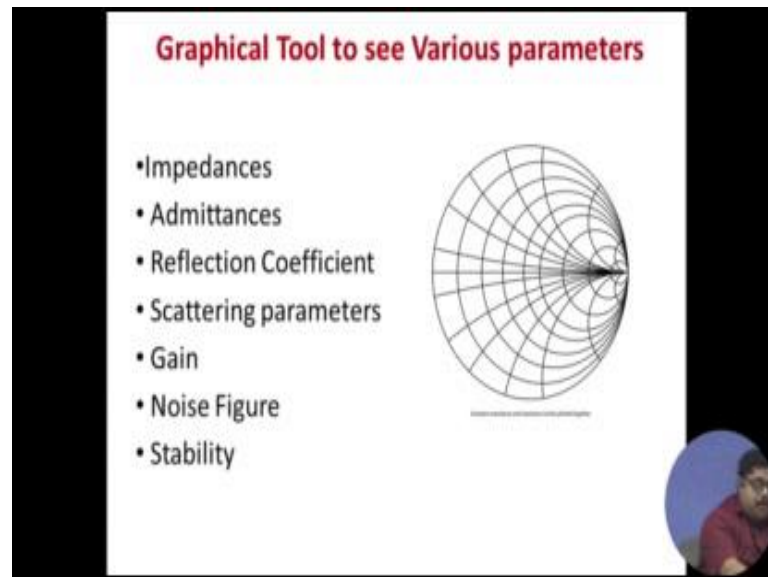 Graphical Tool to see Various parameters
•Impedances
• Admittances
• Reflection Coefficient
• Scattering parameters
• Gain
• Noise Figure
• Stability